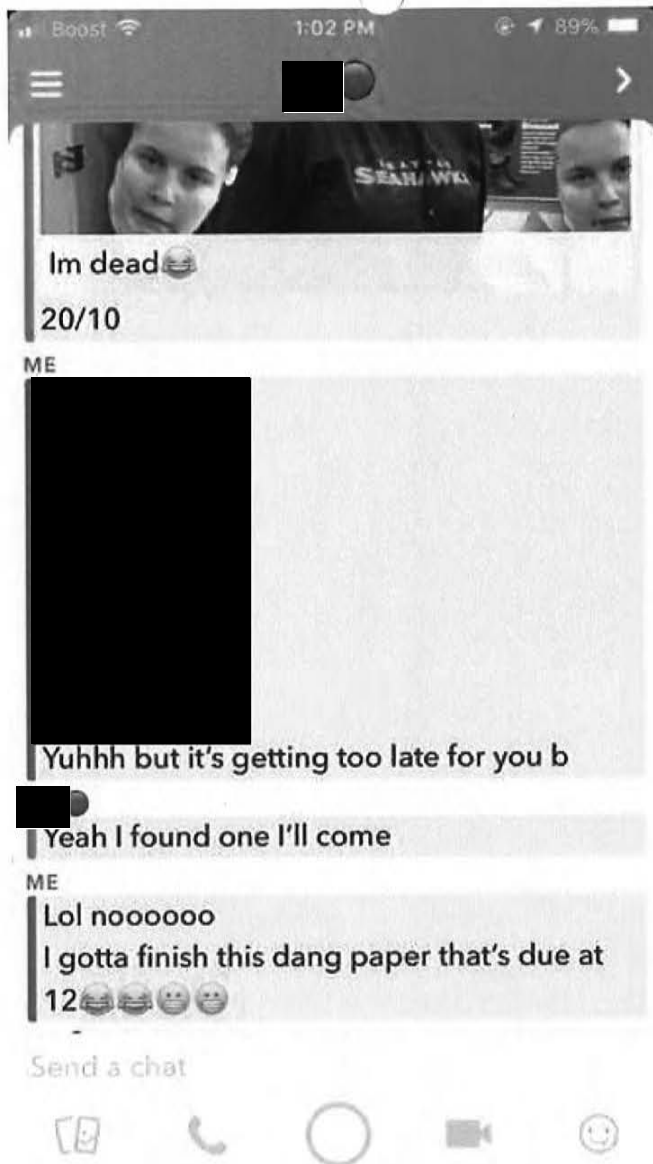 Boost 1:02 PM 89%
SEAHAWKS
Im dead😂
20/10
ME
Yuhhh but it's getting too late for you b
Yeah I found one I'll come
ME
Lol noooooo
I gotta finish this dang paper that's due at
12😂😂😬😬
Send a chat